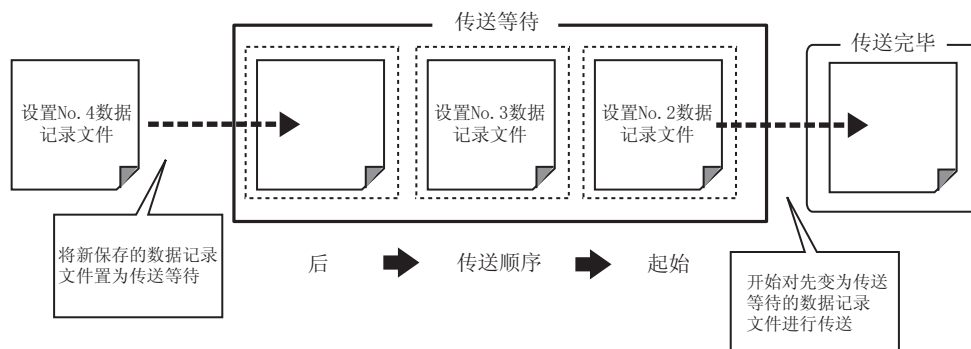 传送等待
传送完毕
设置No.4数据
记录文件
设置No.3数据
记录文件
设置No.2数据
记录文件
将新保存的数据记录
文件置为传送等待
后
传送顺序
起始
开始对先变为传送
等待的数据记录
文件进行传送